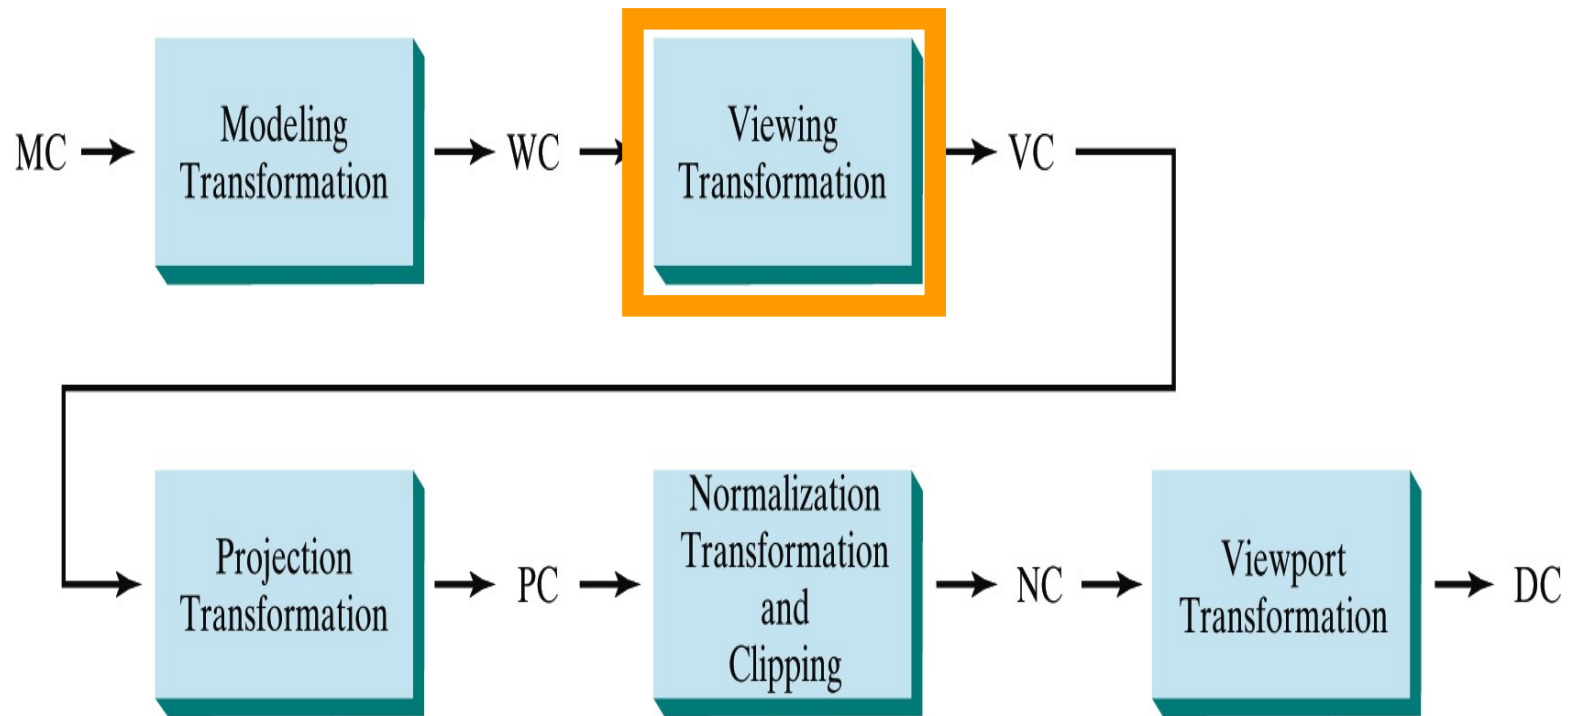 MC
Modeling
Transformation
WC
Viewing
Transformation
VC
Projection
Transformation
PC
Normalization
Transformation
and
Clipping
NC
Viewport
Transformation
DC